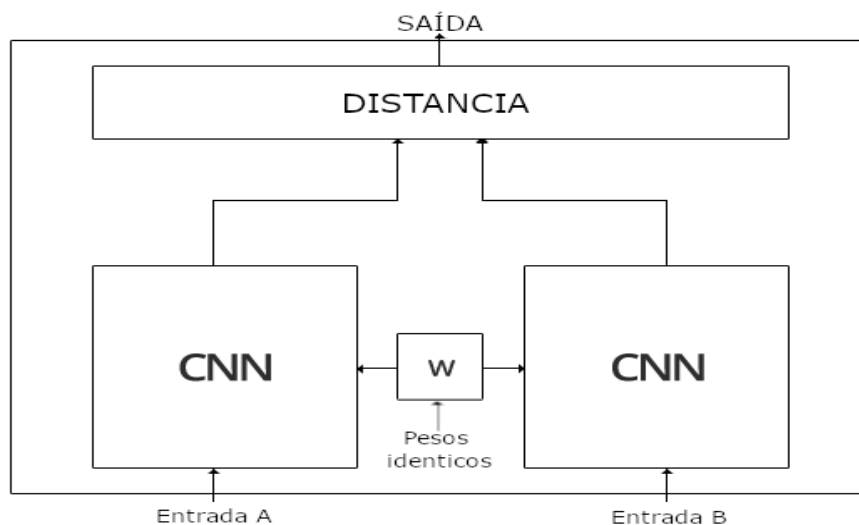 SAÍDA
DISTANCIA
CNN
W
CNN
Pesos
identicos
Entrada A
Entrada B